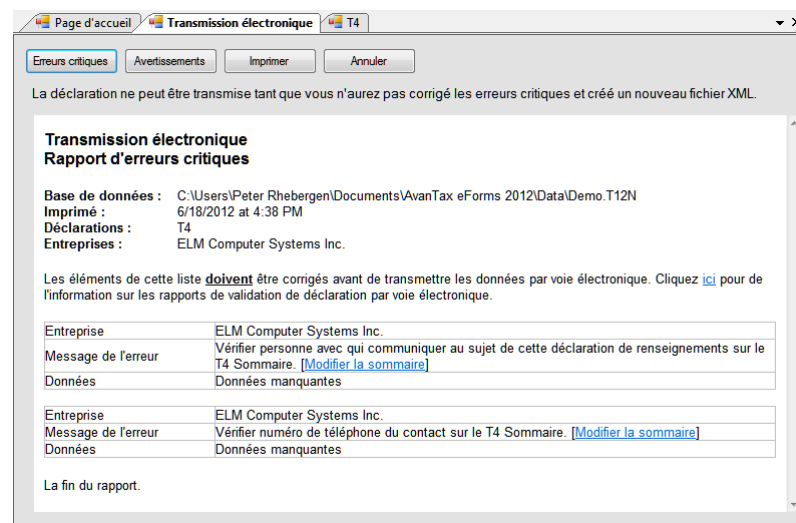 Page d'accueil Transmission électronique T4
Erreurs critiques Avertissements Imprimer Annuler
La déclaration ne peut être transmise tant que vous n'aurez pas corrigé les erreurs critiques et créé un nouveau fichier XML.
Transmission électronique
Rapport d'erreurs critiques
Base de données : C:\Users\Peter Rhebergen\Documents\AvanTax eForms 2012\Data\Demo.T12N
Imprimé : 6/18/2012 at 4:38 PM
Déclarations : T4
Entreprises : ELM Computer Systems Inc.
Les éléments de cette liste doivent être corrigés avant de transmettre les données par voie électronique. Cliquez ici pour de
l'information sur les rapports de validation de déclaration par voie électronique.
Entreprise ELM Computer Systems Inc.
Message de l'erreur Vérifier personne avec qui communiquer au sujet de cette déclaration de renseignements sur le
T4 Sommaire. [Modifier la sommaire]
Données Données manquantes
Entreprise ELM Computer Systems Inc.
Message de l'erreur Vérifier numéro de téléphone du contact sur le T4 Sommaire. [Modifier la sommaire]
Données Données manquantes
La fin du rapport.